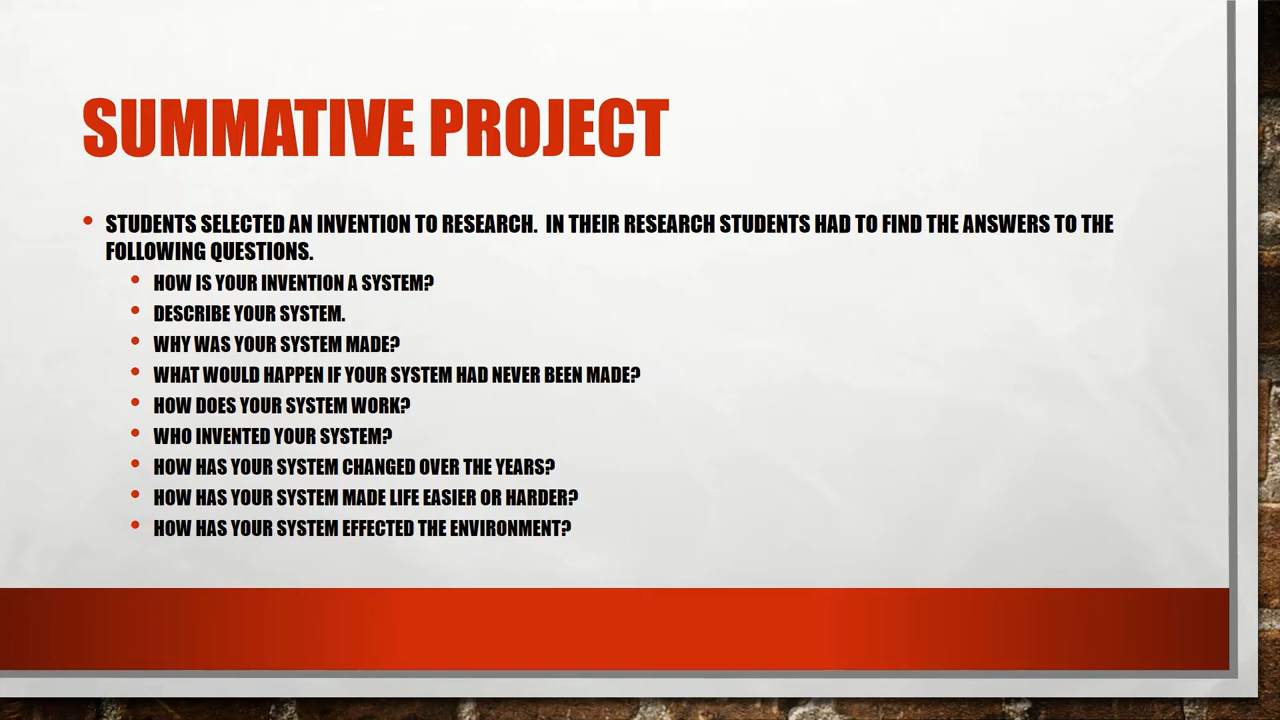 SUMMATIVE PROJECT
STUDENTS SELECTED AN INVENTION TO RESEARCH.  IN THEIR RESEARCH STUDENTS HAD TO FIND THE ANSWERS TO THE
FOLLOWING QUESTIONS.
HOW IS YOUR INVENTION A SYSTEM?
DESCRIBE YOUR SYSTEM.
WHY WAS YOUR SYSTEM MADE?
WHAT WOULD HAPPEN IF YOUR SYSTEM HAD NEVER BEEN MADE?
HOW DOES YOUR SYSTEM WORK?
WHO INVENTED YOUR SYSTEM?
HOW HAS YOUR SYSTEM CHANGED OVER THE YEARS?
HOW HAS YOUR SYSTEM MADE LIFE EASIER OR HARDER?
HOW HAS YOUR SYSTEM EFFECTED THE ENVIRONMENT?